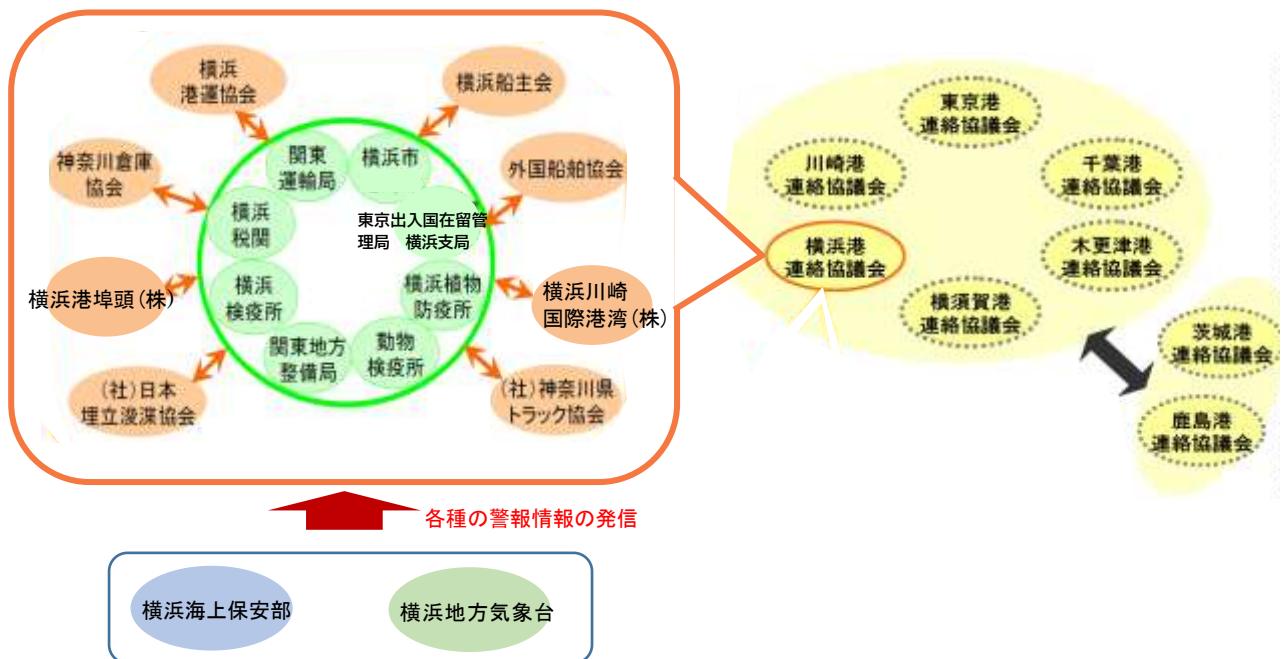 横浜
港運協会
横浜船主会
神奈川倉庫
協会
関東
運輸局
横浜市
外国船舶協会
横浜
税関
東京出入国在留管
理局　横浜支局
横浜港埠頭(株)
横浜
検疫所
横浜植物
防疫所
横浜川崎
国際港湾(株)
関東地方
整備局
動物
検疫所
(社)日本
埋立浚渫協会
(社)神奈川県
トラック協会
東京港
連絡協議会
川崎港
連絡協議会
千葉港
連絡協議会
横浜港
連絡協議会
木更津港
連絡協議会
横須賀港
連絡協議会
茨城港
連絡協議会
鹿島港
連絡協議会
各種の警報情報の発信
横浜海上保安部
横浜地方気象台